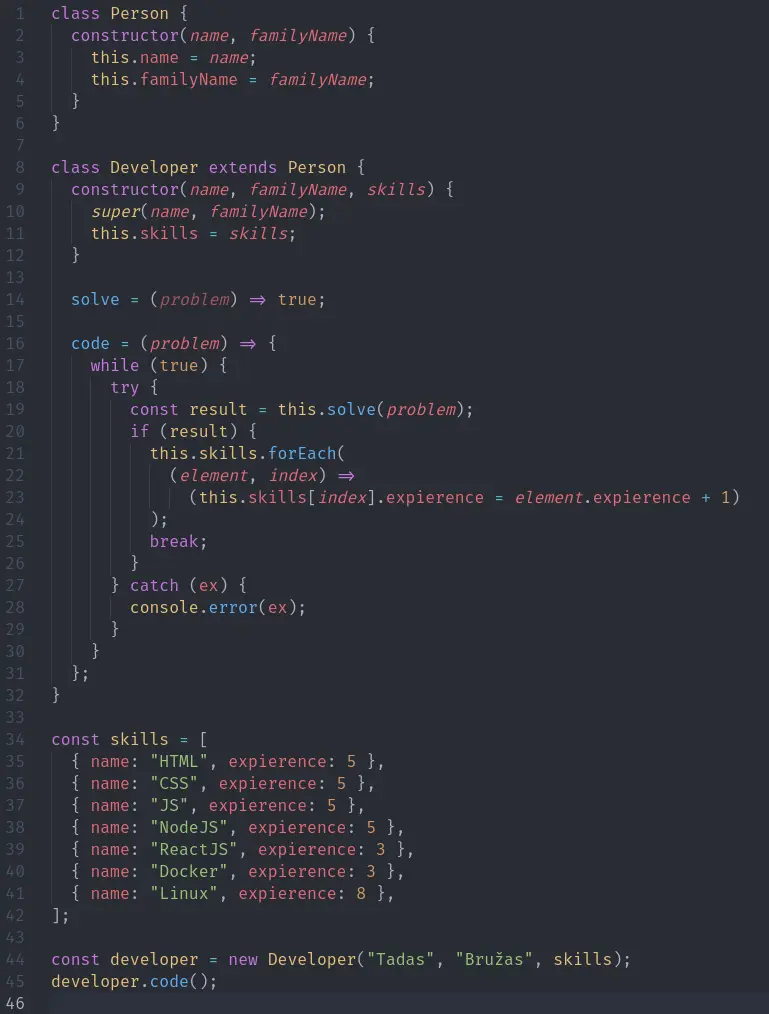 1 class Person {
2   constructor(name, familyName) {
3     this.name = name;
4     this.familyName = familyName;
5   }
6 }
7
8 class Developer extends Person {
9   constructor(name, familyName, skills) {
10     super(name, familyName);
11     this.skills = skills;
12   }
13
14   solve = (problem) => true;
15
16   code = (problem) => {
17     while (true) {
18       try {
19         const result = this.solve(problem);
20         if (result) {
21           this.skills.forEach(
22             (element, index) =>
23               (this.skills[index].expierence = element.expierence + 1)
24           );
25           break;
26         }
27       } catch (ex) {
28         console.error(ex);
29       }
30     }
31   };
32 }
33
34 const skills = [
35   { name: "HTML", expierence: 5 },
36   { name: "CSS", expierence: 5 },
37   { name: "JS", expierence: 5 },
38   { name: "NodeJS", expierence: 5 },
39   { name: "ReactJS", expierence: 3 },
40   { name: "Docker", expierence: 3 },
41   { name: "Linux", expierence: 8 },
42 ];
43
44 const developer = new Developer("Tadas", "Bružas", skills);
45 developer.code();
46